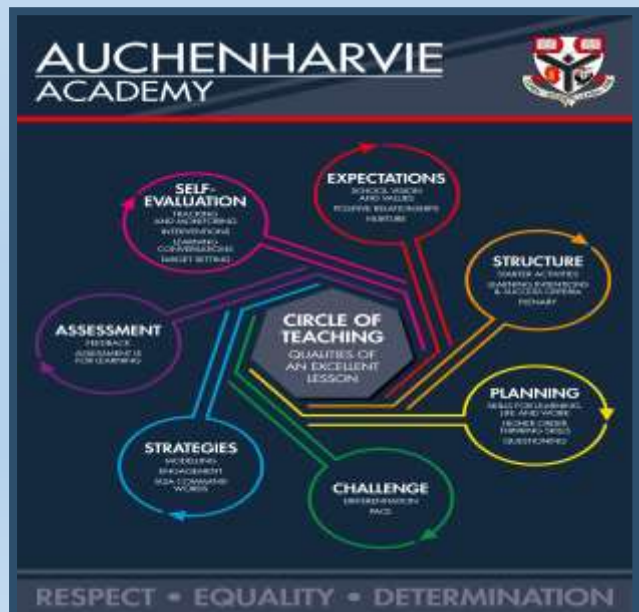 AUCHENHARVIE
ACADEMY
EXPECTATIONS
SCHOOL VISION
AND VALUES
POSITIVE RELATIONSHIPS
NURTURE
SELF-
EVALUATION
TRACKING
AND MONITORING
INTERVENTIONS
LEARNING
CONVERSATIONS
TARGET SETTING
STRUCTURE
STARTER ACTIVITIES
LEARNING INTENTIONS
& SUCCESS CRITERIA
PLENARY
CIRCLE OF
TEACHING
QUALITIES OF
AN EXCELLENT
LESSON
ASSESSMENT
FEEDBACK
ASSESSMENT IS
FOR LEARNING
PLANNING
SKILLS FOR LEARNING,
LIFE AND WORK
HIGHER ORDER
THINKING SKILLS
QUESTIONING
STRATEGIES
MODELLING
ENGAGEMENT
SQA COMMAND
WORDS
CHALLENGE
DIFFERENTIATION
PACE
RESPECT • EQUALITY • DETERMINATION